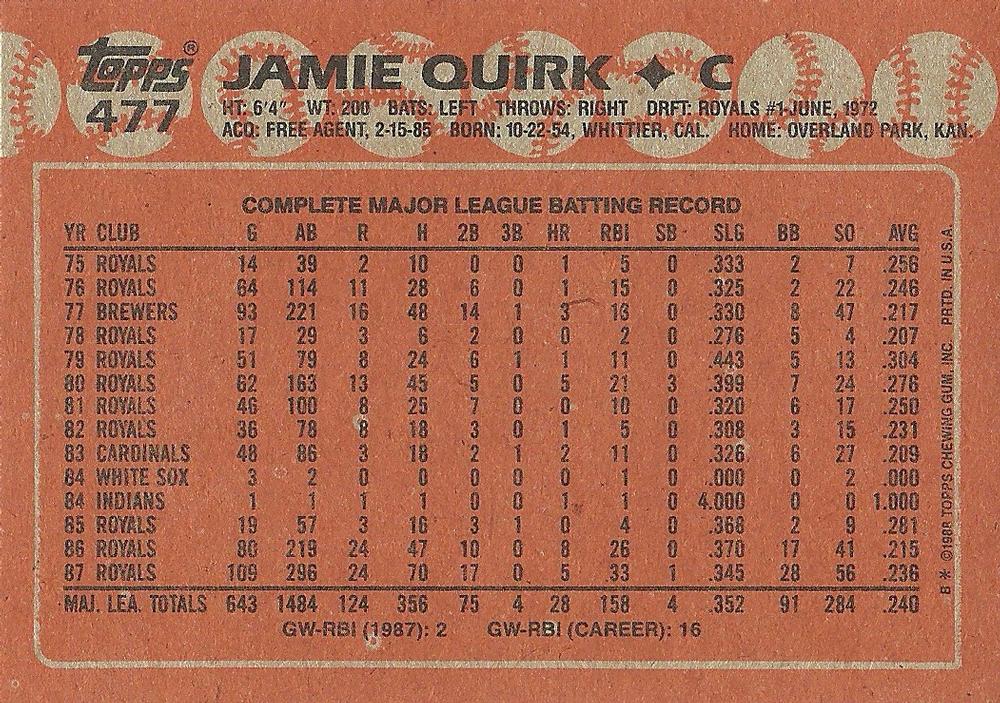 Topps® JAMIE QUIRK ✦ C
477 HT: 6'4" WT: 200 BATS: LEFT THROWS: RIGHT DRFT: ROYALS #1-JUNE, 1972
ACQ: FREE AGENT, 2-15-85 BORN: 10-22-54, WHITTIER, CAL. HOME: OVERLAND PARK, KAN.
COMPLETE MAJOR LEAGUE BATTING RECORD
YR CLUB G AB R H 2B 3B HR RBI SB SLG BB SO AVG
75 ROYALS 14 39 2 10 0 0 1 5 0 .333 2 7 .256
76 ROYALS 64 114 11 28 6 0 1 15 0 .325 2 22 .246
77 BREWERS 93 221 16 48 14 1 3 13 0 .330 8 47 .217
78 ROYALS 17 29 3 6 2 0 0 2 0 .276 5 4 .207
79 ROYALS 51 79 8 24 6 1 1 11 0 .443 5 13 .304
80 ROYALS 62 163 13 45 5 0 5 21 3 .399 7 24 .276
81 ROYALS 46 100 8 25 7 0 0 10 0 .320 6 17 .250
82 ROYALS 36 78 8 18 3 0 1 5 0 .308 3 15 .231
83 CARDINALS 48 86 3 18 2 1 2 11 0 .326 6 27 .209
84 WHITE SOX 3 2 0 0 0 0 0 1 0 .000 0 2 .000
84 INDIANS 1 1 1 1 0 0 1 1 0 4.000 0 0 1.000
85 ROYALS 19 57 3 16 3 1 0 4 0 .368 2 9 .281
86 ROYALS 80 219 24 47 10 0 8 26 0 .370 17 41 .215
87 ROYALS 109 296 24 70 17 0 5 33 1 .345 28 56 .236
MAJ. LEA. TOTALS 643 1484 124 356 75 4 28 158 4 .352 91 284 .240
GW-RBI (1987): 2 GW-RBI (CAREER): 16
B * ©1988 TOPPS CHEWING GUM, INC. PRTD. IN U.S.A.